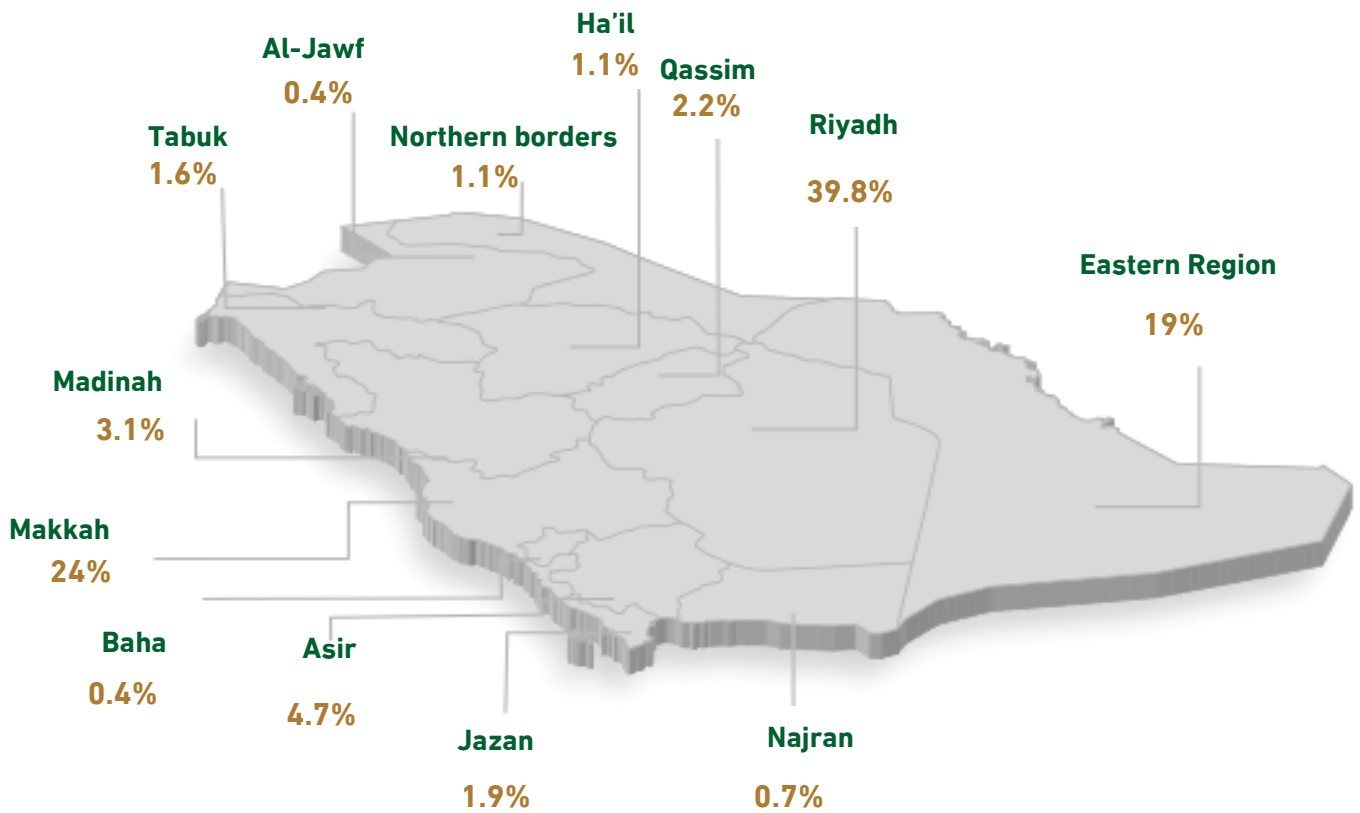 Ha’il
1.1%
Al-Jawf
0.4%
Qassim
2.2%
Riyadh
39.8%
Tabuk
1.6%
Northern borders
1.1%
Eastern Region
19%
Madinah
3.1%
Makkah
24%
Baha
0.4%
Asir
4.7%
Jazan
1.9%
Najran
0.7%